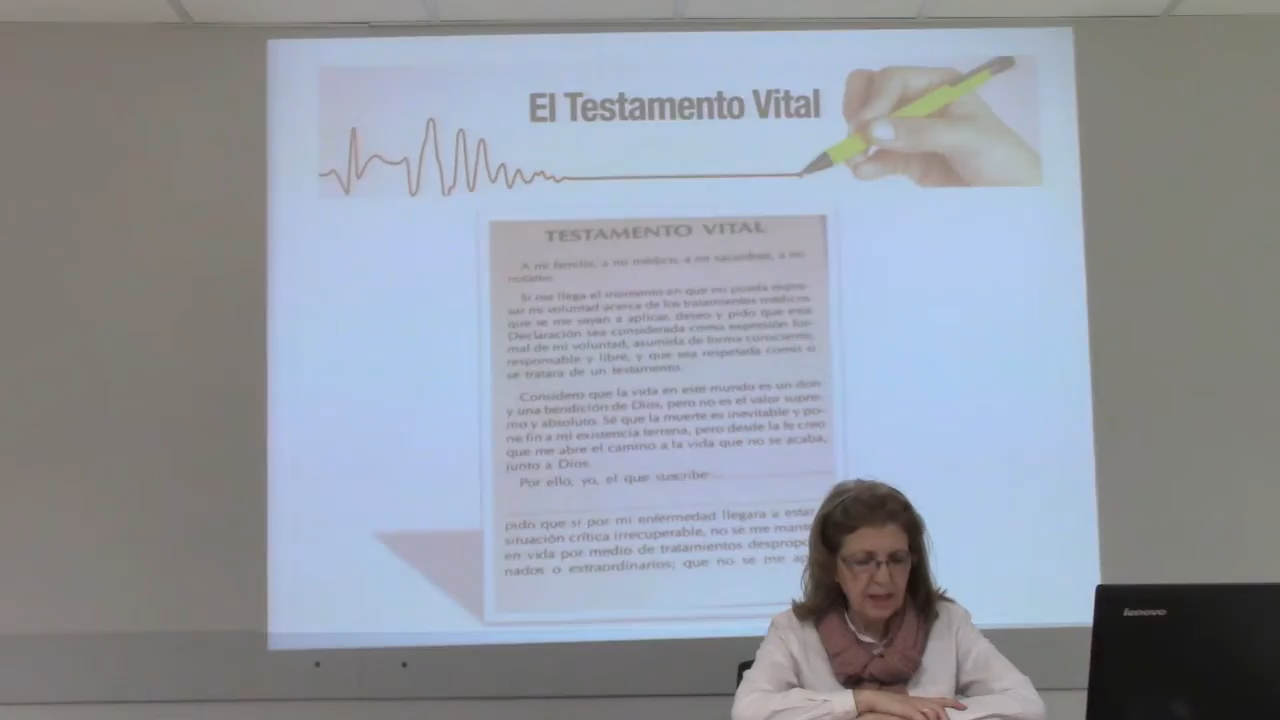 El Testamento Vital
TESTAMENTO VITAL
A mi familia, a mi médico, a mi sacerdote, a mi
notario:
Si me llega el momento en que no pueda expre-
sar mi voluntad acerca de los tratamientos médicos
que se me vayan a aplicar, deseo y pido que esta
Declaración sea considerada como expresión for-
mal de mi voluntad, asumida de forma consciente,
responsable y libre, y que sea respetada como si
se tratara de un testamento.
Considero que la vida en este mundo es un don
y una bendición de Dios, pero no es el valor supre-
mo y absoluto. Sé que la muerte es inevitable y po-
ne fin a mi existencia terrena, pero desde la fe creo
que me abre el camino a la vida que no se acaba,
junto a Dios.
Por ello, yo, el que suscribe
pido que si por mi enfermedad llegara a estar
situación crítica irrecuperable, no se me mante
en vida por medio de tratamientos despropo
nados o extraordinarios; que no se me ap
lenovo